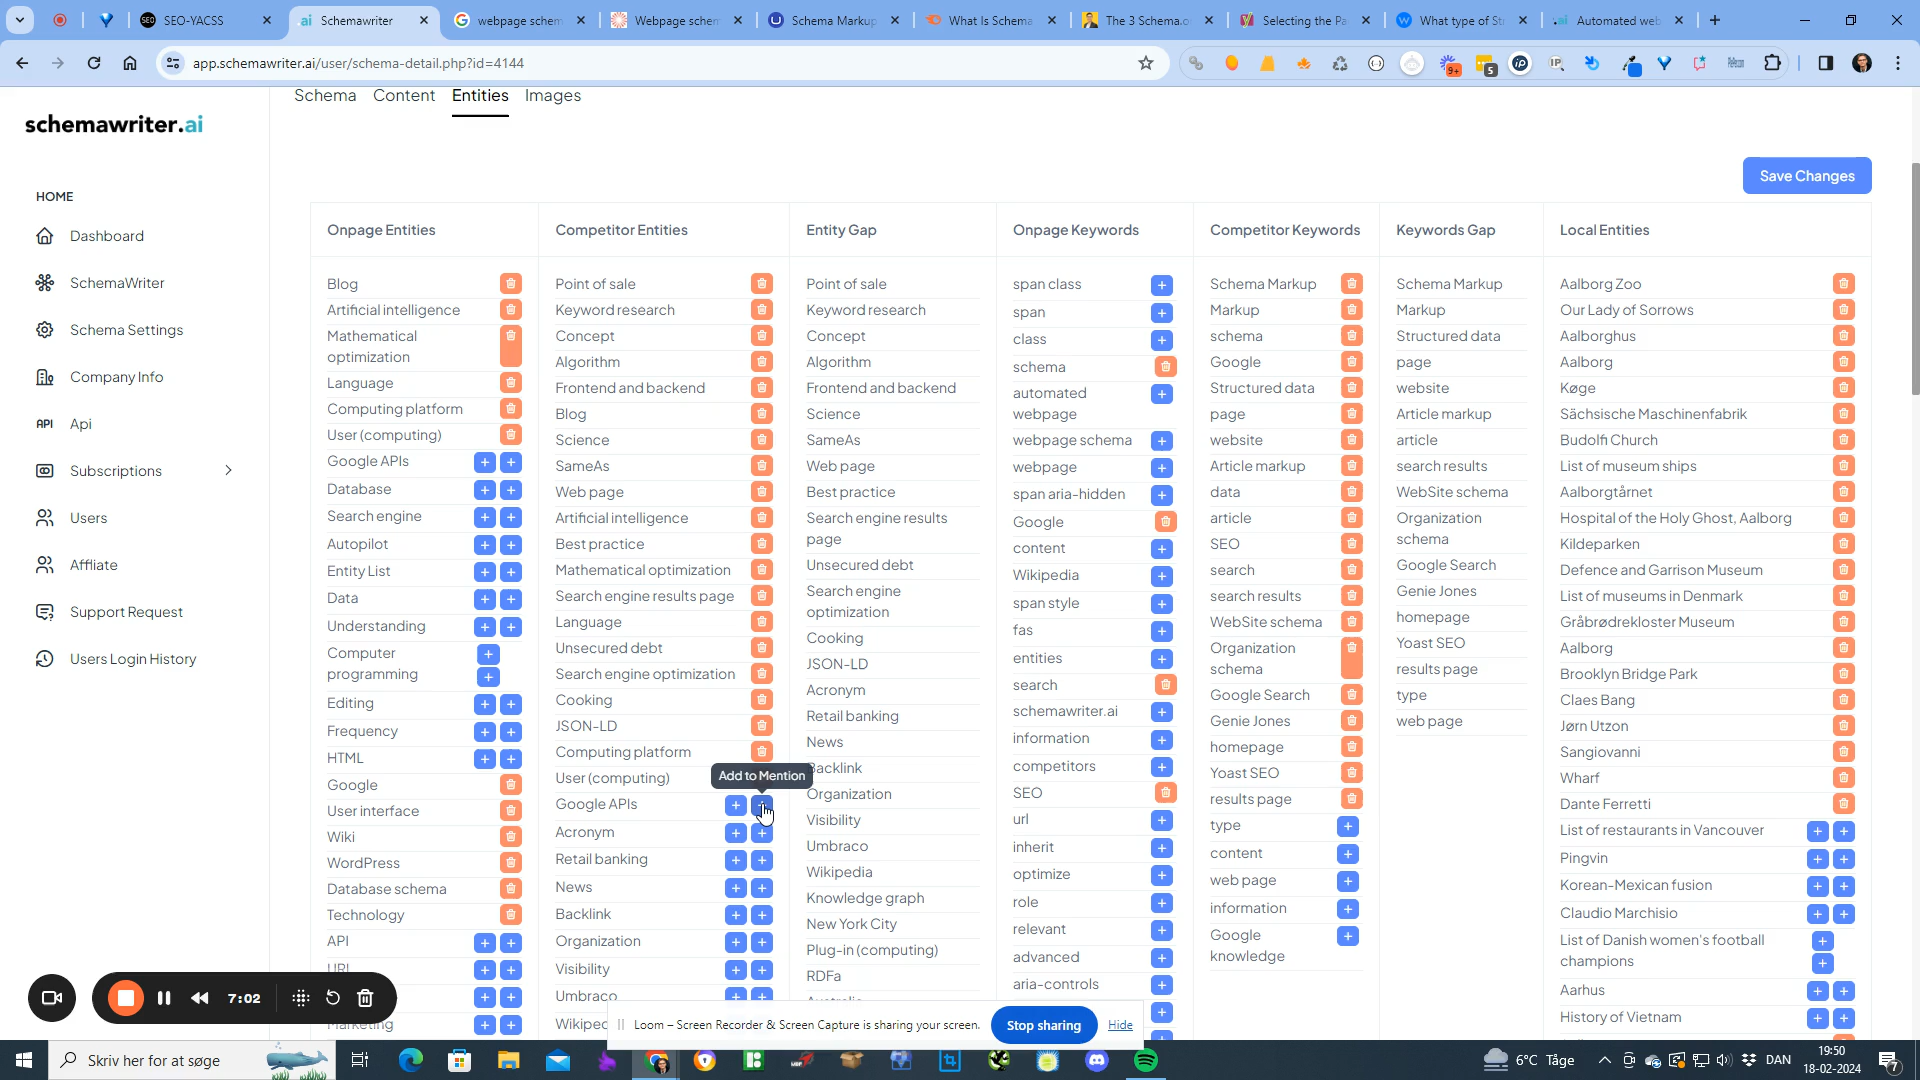 SEO-YACSS
Schemawriter
webpage schem
Webpage schem
Schema Markup
What Is Schema
The 3 Schema.o
Selecting the Pa
What type of St
Automated web
app.schemawriter.ai/user/schema-detail.php?id=4144
schemawriter.ai
HOME
Dashboard
SchemaWriter
Schema Settings
Company Info
API Api
Subscriptions
Users
Affliate
Support Request
Users Login History
Schema Content Entities Images
Save Changes
Onpage Entities
Blog
Artificial intelligence
Mathematical
optimization
Language
Computing platform
User (computing)
Google APIs
Database
Search engine
Autopilot
Entity List
Data
Understanding
Computer
programming
Editing
Frequency
HTML
Google
User interface
Wiki
WordPress
Database schema
Technology
API
URL
Marketing
Competitor Entities
Point of sale
Keyword research
Concept
Algorithm
Frontend and backend
Blog
Science
SameAs
Web page
Artificial intelligence
Best practice
Mathematical optimization
Search engine results page
Language
Unsecured debt
Search engine optimization
Cooking
JSON-LD
Computing platform
User (computing)
Add to Mention
Google APIs
Acronym
Retail banking
News
Backlink
Organization
Visibility
Umbraco
Wikiped
Entity Gap
Point of sale
Keyword research
Concept
Algorithm
Frontend and backend
Science
SameAs
Web page
Best practice
Search engine results
page
Unsecured debt
Search engine
optimization
Cooking
JSON-LD
Acronym
Retail banking
News
Backlink
Organization
Visibility
Umbraco
Wikipedia
Knowledge graph
New York City
Plug-in (computing)
RDFa
Onpage Keywords
span class
span
class
schema
automated
webpage
webpage schema
webpage
span aria-hidden
Google
content
Wikipedia
span style
fas
entities
search
schemawriter.ai
information
competitors
SEO
url
inherit
optimize
role
relevant
advanced
aria-controls
Competitor Keywords
Schema Markup
Markup
schema
Google
Structured data
page
website
Article markup
data
article
SEO
search
search results
WebSite schema
Organization
schema
Google Search
Genie Jones
homepage
Yoast SEO
results page
type
content
web page
information
Google
knowledge
Keywords Gap
Schema Markup
Markup
Structured data
page
website
Article markup
article
search results
WebSite schema
Organization
schema
Google Search
Genie Jones
homepage
Yoast SEO
results page
type
web page
Local Entities
Aalborg Zoo
Our Lady of Sorrows
Aalborghus
Aalborg
Køge
Sächsische Maschinenfabrik
Budolfi Church
List of museum ships
Aalborgtårnet
Hospital of the Holy Ghost, Aalborg
Kildeparken
Defence and Garrison Museum
List of museums in Denmark
Gråbrødrekloster Museum
Aalborg
Brooklyn Bridge Park
Claes Bang
Jørn Utzon
Sangiovanni
Wharf
Dante Ferretti
List of restaurants in Vancouver
Pingvin
Korean-Mexican fusion
Claudio Marchisio
List of Danish women's football
champions
Aarhus
History of Vietnam
7:02
Loom – Screen Recorder & Screen Capture is sharing your screen.
Stop sharing
Hide
Skriv her for at søge
6°C Tåge
DAN
19:50
18-02-2024
7